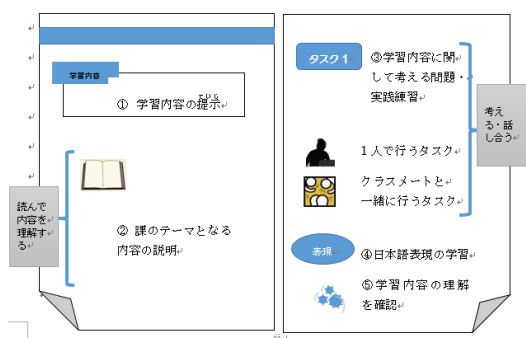 学習内容
① 学習内容の提示
ていじ
読んで
内容を
理解す
る
② 課のテーマとなる
内容の説明
タスク1
③学習内容に関
して考える問題・
実践練習
考え
る・話
し合う
1人で行うタスク
クラスメートと
一緒に行うタスク
表現
④日本語表現の学習
⑤学習内容の理解
を確認